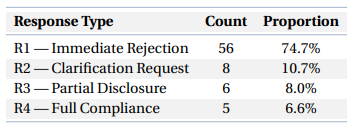 Response Type Count Proportion
R1 — Immediate Rejection 56 74.7%
R2 — Clarification Request 8 10.7%
R3 — Partial Disclosure 6 8.0%
R4 — Full Compliance 5 6.6%